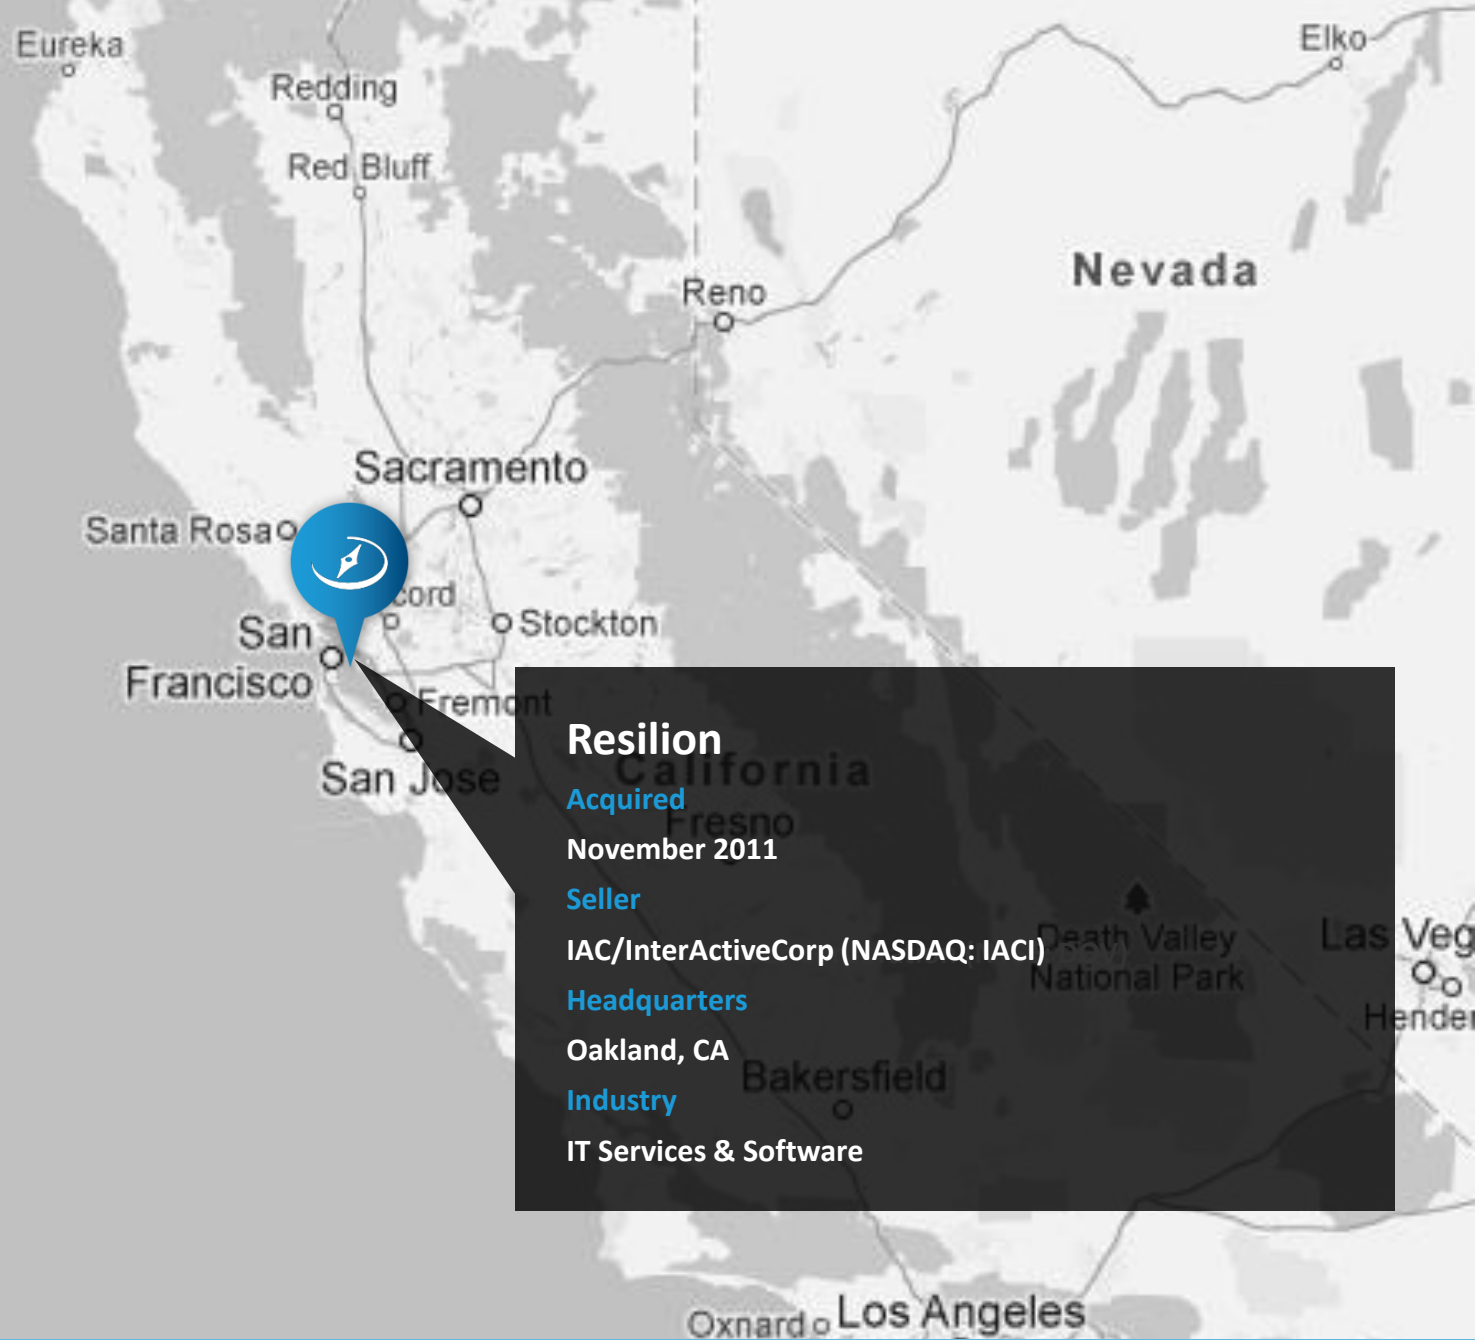 Eureka
Elko
Redding
Red Bluff
Nevada
Reno
Sacramento
Santa Rosa
cord
San
Francisco
Stockton
Fremont
San Jose
Resilion
California
Acquired
Fresno
November 2011
Seller
IAC/InterActiveCorp (NASDAQ: IACI)
Death Valley
National Park
Las Veg
Hender
Headquarters
Oakland, CA
Bakersfield
Industry
IT Services & Software
Oxnard
Los Angeles